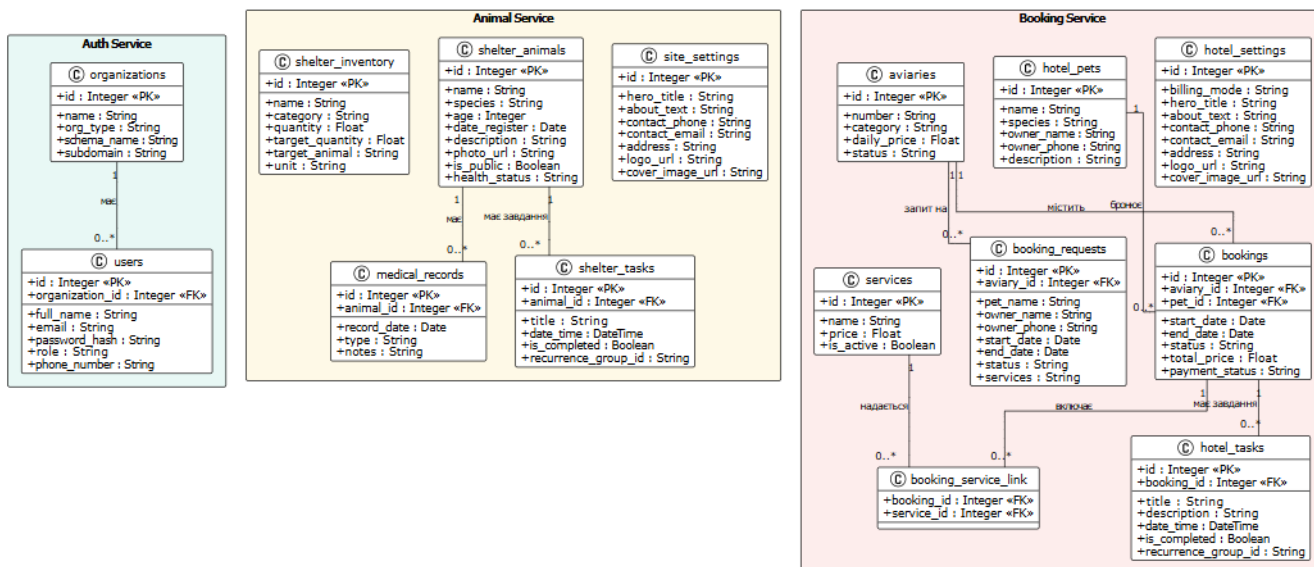 Auth Service
C organizations
+id : Integer «PK»
+name : String
+org_type : String
+schema_name : String
+subdomain : String
1
має
0..*
C users
+id : Integer «PK»
+organization_id : Integer «FK»
+full_name : String
+email : String
+password_hash : String
+role : String
+phone_number : String
Animal Service
C shelter_inventory
+id : Integer «PK»
+name : String
+category : String
+quantity : Float
+target_quantity : Float
+target_animal : String
+unit : String
C shelter_animals
+id : Integer «PK»
+name : String
+species : String
+age : Integer
+date_register : Date
+description : String
+photo_url : String
+is_public : Boolean
+health_status : String
C site_settings
+id : Integer «PK»
+hero_title : String
+about_text : String
+contact_phone : String
+contact_email : String
+address : String
+logo_url : String
+cover_image_url : String
1
1
має
має завдання
0..*
0..*
C medical_records
+id : Integer «PK»
+animal_id : Integer «FK»
+record_date : Date
+type : String
+notes : String
C shelter_tasks
+id : Integer «PK»
+animal_id : Integer «FK»
+title : String
+date_time : DateTime
+is_completed : Boolean
+recurrence_group_id : String
Booking Service
C aviaries
+id : Integer «PK»
+number : String
+category : String
+daily_price : Float
+status : String
C hotel_pets
+id : Integer «PK»
+name : String
+species : String
+owner_name : String
+owner_phone : String
+description : String
C hotel_settings
+id : Integer «PK»
+billing_mode : String
+hero_title : String
+about_text : String
+contact_phone : String
+contact_email : String
+address : String
+logo_url : String
+cover_image_url : String
1
1
1
запит на
містить
бронює
0..*
0..*
0..*
C booking_requests
+id : Integer «PK»
+aviary_id : Integer «FK»
+pet_name : String
+owner_name : String
+owner_phone : String
+start_date : Date
+end_date : Date
+status : String
+services : String
C bookings
+id : Integer «PK»
+aviary_id : Integer «FK»
+pet_id : Integer «FK»
+start_date : Date
+end_date : Date
+status : String
+total_price : Float
+payment_status : String
C services
+id : Integer «PK»
+name : String
+price : Float
+is_active : Boolean
1
1
1
надається
включає
має завдання
0..*
0..*
0..*
C booking_service_link
+booking_id : Integer «FK»
+service_id : Integer «FK»
C hotel_tasks
+id : Integer «PK»
+booking_id : Integer «FK»
+title : String
+description : String
+date_time : DateTime
+is_completed : Boolean
+recurrence_group_id : String